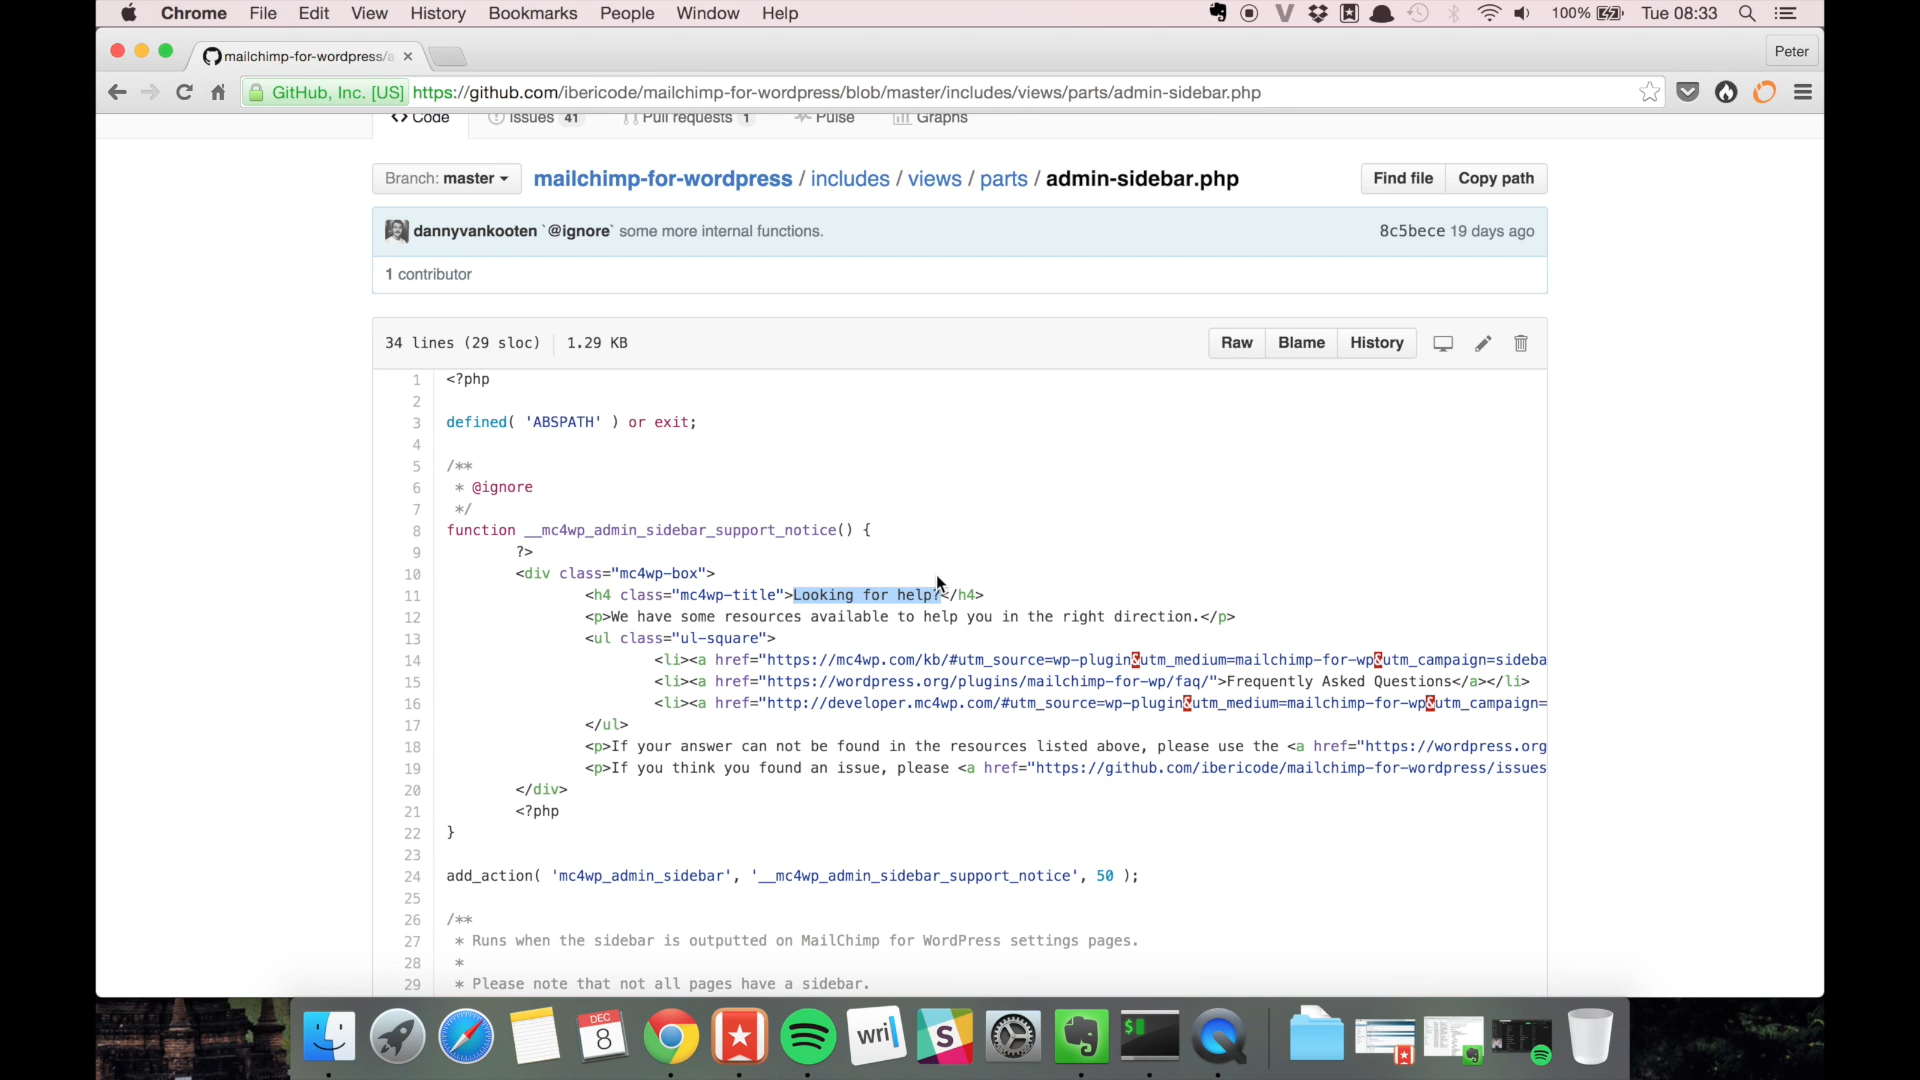 Chrome File Edit View History Bookmarks People Window Help 100% Tue 08:33
mailchimp-for-wordpress/a Peter
GitHub, Inc. [US] https://github.com/ibericode/mailchimp-for-wordpress/blob/master/includes/views/parts/admin-sidebar.php
<> Code Issues 41 Pull requests 1 Pulse Graphs
Branch: master mailchimp-for-wordpress / includes / views / parts / admin-sidebar.php Find file Copy path
dannyvankooten `@ignore` some more internal functions. 8c5bece 19 days ago
1 contributor
34 lines (29 sloc) 1.29 KB Raw Blame History
1 <?php
2
3 defined( 'ABSPATH' ) or exit;
4
5 /**
6 * @ignore
7 */
8 function __mc4wp_admin_sidebar_support_notice() {
9 ?>
10 <div class="mc4wp-box">
11 <h4 class="mc4wp-title">Looking for help?</h4>
12 <p>We have some resources available to help you in the right direction.</p>
13 <ul class="ul-square">
14 <li><a href="https://mc4wp.com/kb/#utm_source=wp-plugin&utm_medium=mailchimp-for-wp&utm_campaign=sideba
15 <li><a href="https://wordpress.org/plugins/mailchimp-for-wp/faq/">Frequently Asked Questions</a></li>
16 <li><a href="http://developer.mc4wp.com/#utm_source=wp-plugin&utm_medium=mailchimp-for-wp&utm_campaign=
17 </ul>
18 <p>If your answer can not be found in the resources listed above, please use the <a href="https://wordpress.org
19 <p>If you think you found an issue, please <a href="https://github.com/ibericode/mailchimp-for-wordpress/issues
20 </div>
21 <?php
22 }
23
24 add_action( 'mc4wp_admin_sidebar', '__mc4wp_admin_sidebar_support_notice', 50 );
25
26 /**
27 * Runs when the sidebar is outputted on MailChimp for WordPress settings pages.
28 *
29 * Please note that not all pages have a sidebar.
DEC
8
wri
S
$